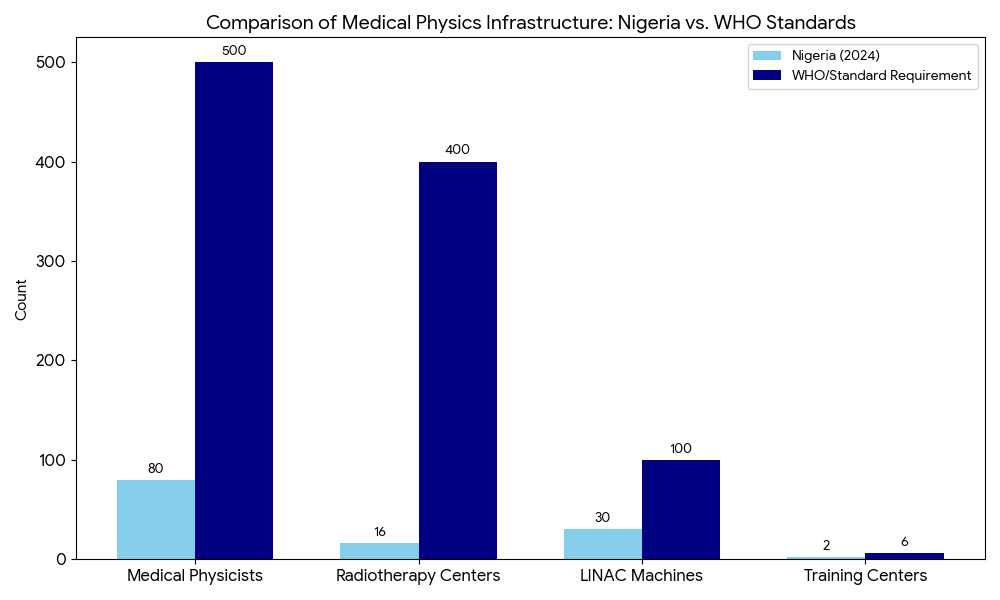 Comparison of Medical Physics Infrastructure: Nigeria vs. WHO Standards
Nigeria (2024)
WHO/Standard Requirement
Count
500
400
300
200
100
0
80
500
16
400
30
100
2
6
Medical Physicists
Radiotherapy Centers
LINAC Machines
Training Centers